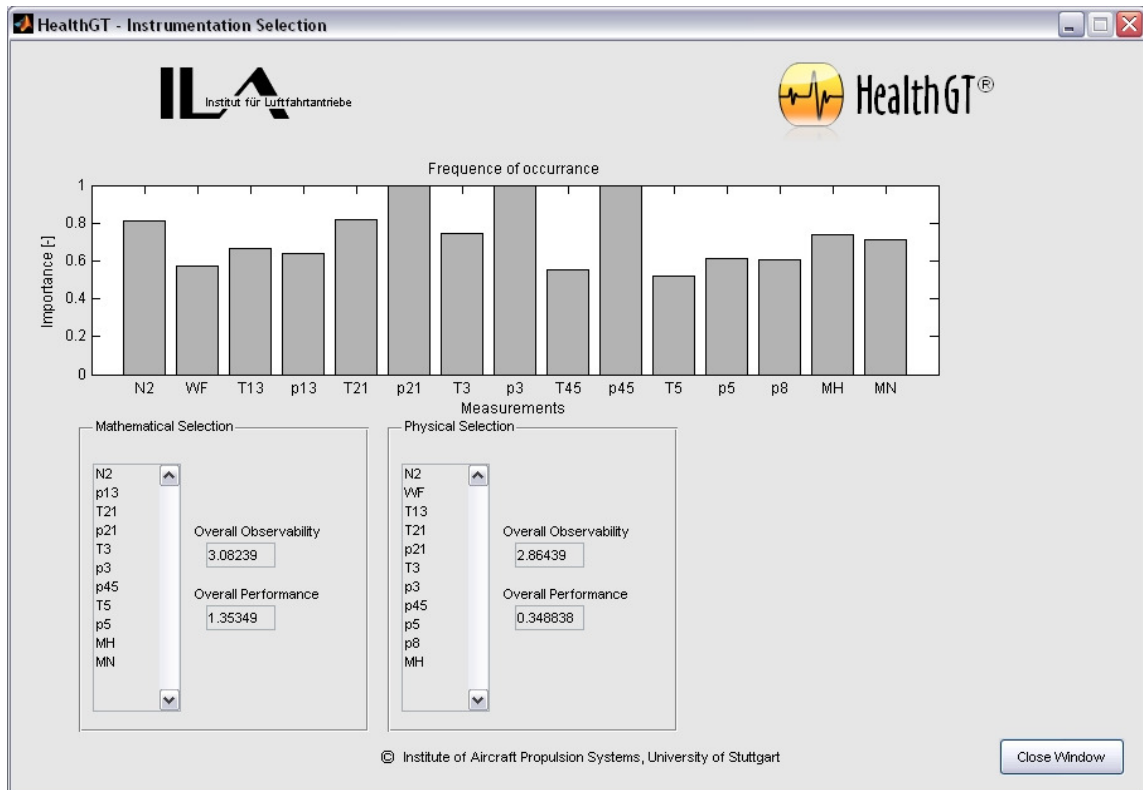 HealthGT - Instrumentation Selection
ILA
Institut für Luftfahrtantriebe
HealthGT®
Frequence of occurrance
1
0.8
0.6
0.4
0.2
0
Importance [-]
N2 WF T13 p13 T21 p21 T3 p3 T45 p45 T5 p5 p8 MH MN
Measurements
Mathematical Selection
N2
p13
T21
p21
T3
p3
p45
T5
p5
MH
MN
Overall Observability
3.08239
Overall Performance
1.35349
Physical Selection
N2
WF
T13
T21
p21
T3
p3
p45
p5
p8
MH
Overall Observability
2.86439
Overall Performance
0.348838
© Institute of Aircraft Propulsion Systems, University of Stuttgart
Close Window